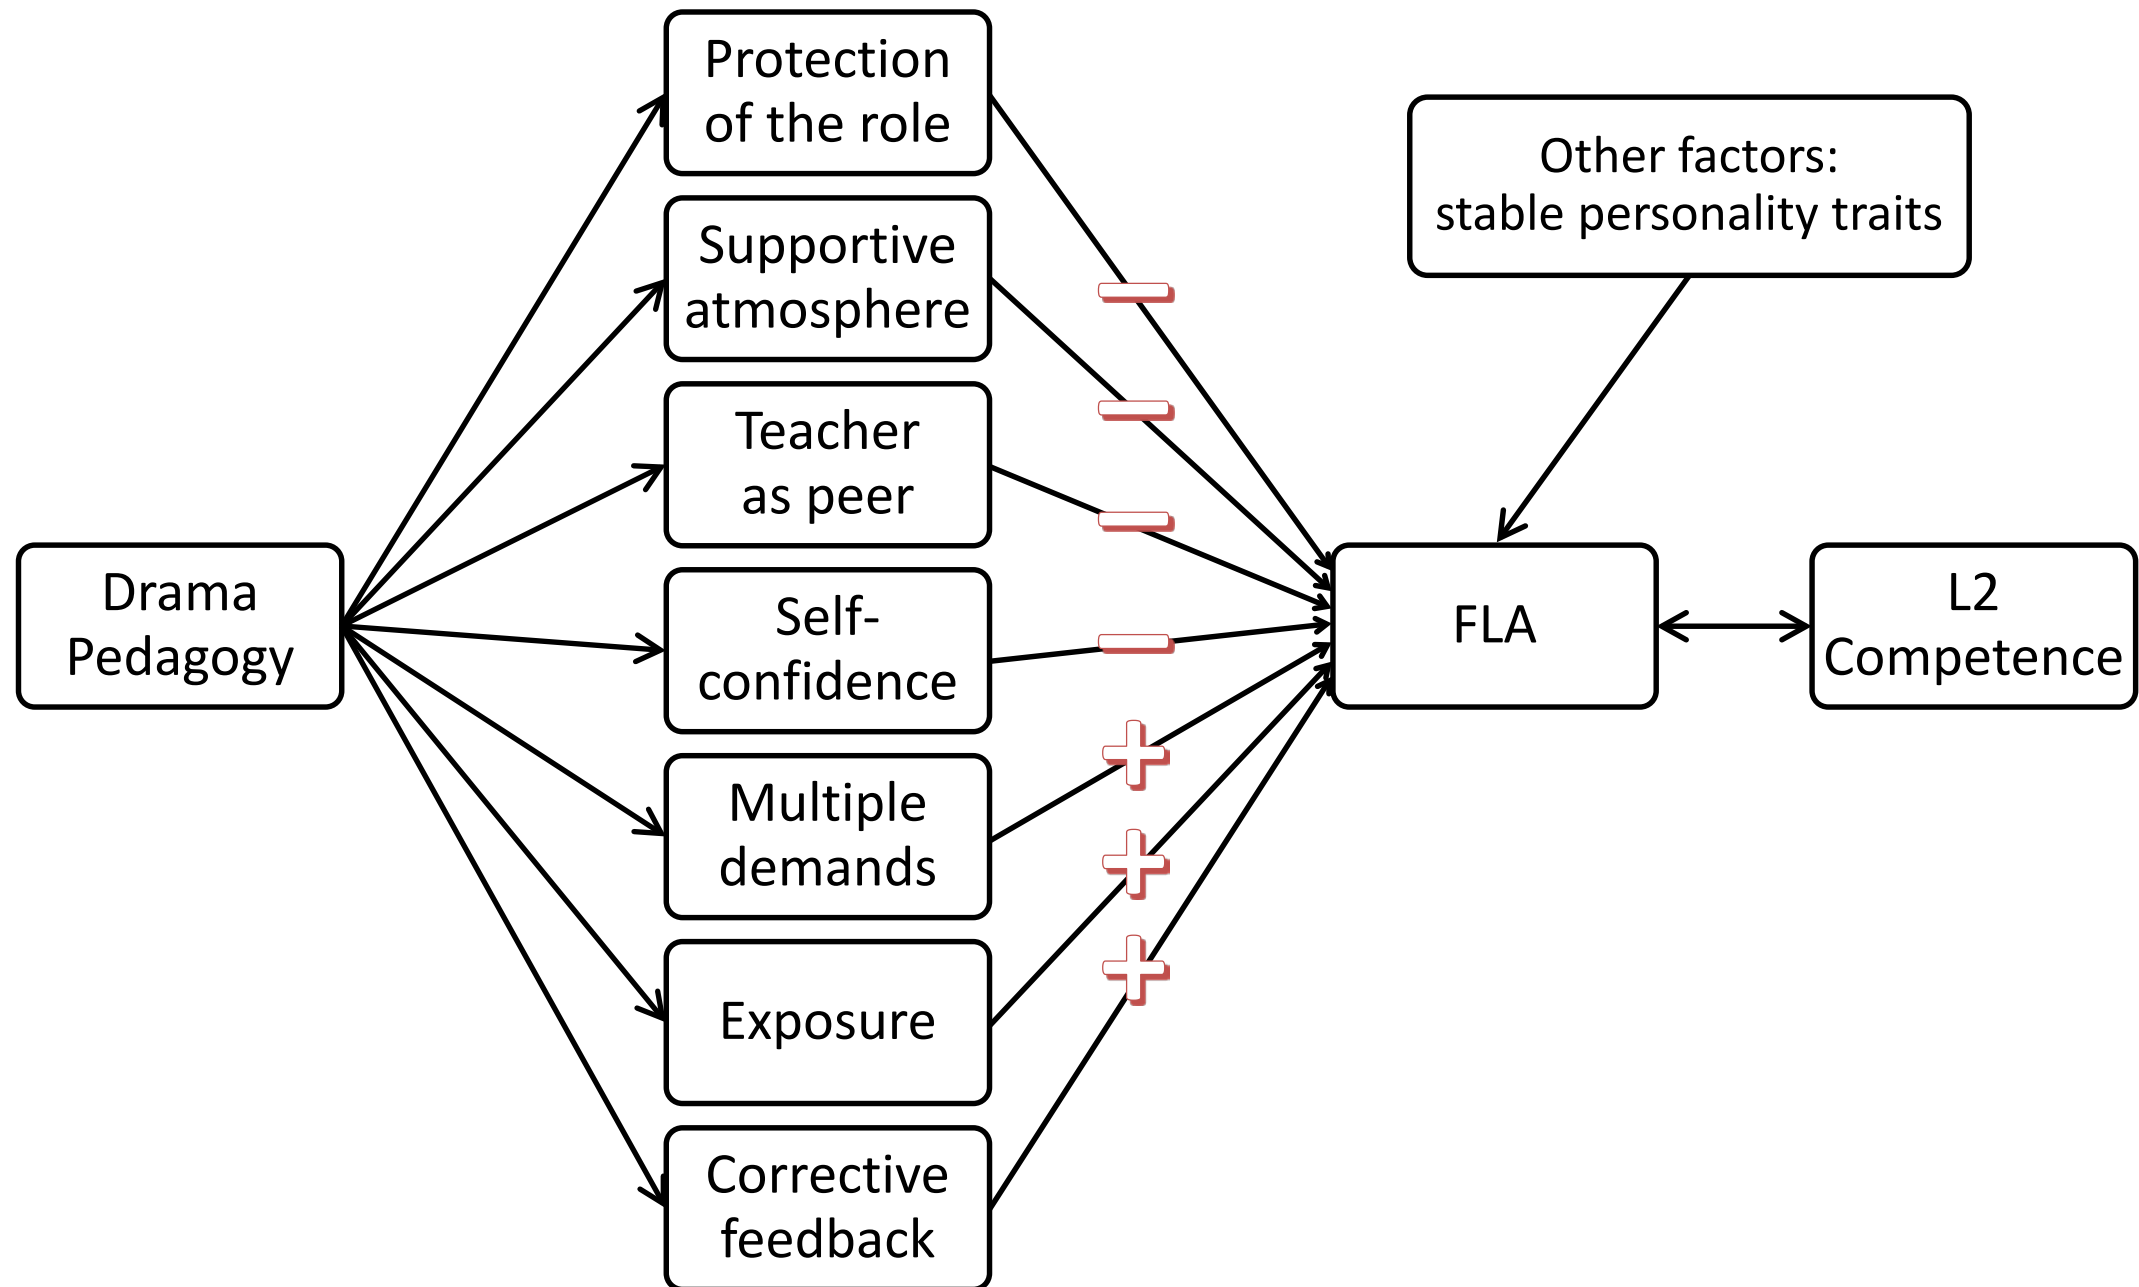 Protection
of the role
Supportive
atmosphere
Teacher
as peer
Self-
confidence
Multiple
demands
Exposure
Corrective
feedback
Drama
Pedagogy
Other factors:
stable personality traits
FLA
L2
Competence